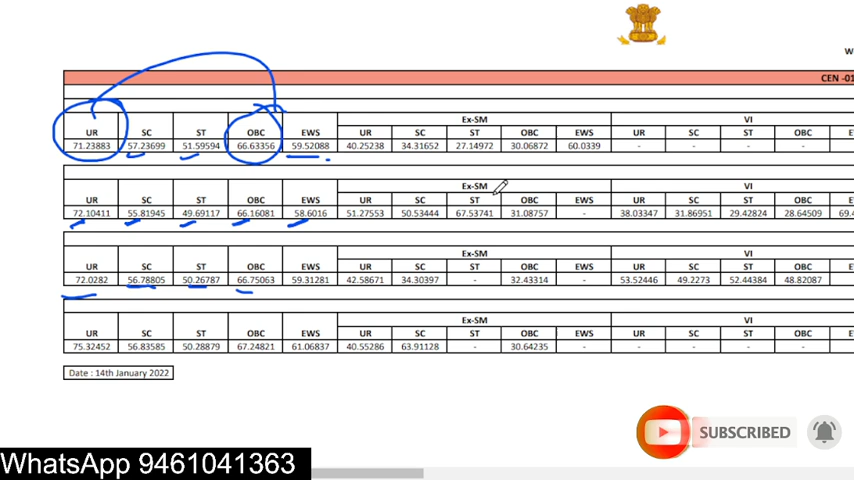 W
CEN -01
Ex-SM VI
UR SC ST OBC EWS UR SC ST OBC EWS UR SC ST OBC E
71.23883 57.23699 51.59594 66.63356 59.52088 40.25238 34.31652 27.14972 30.06872 60.0339 - - - -
Ex-SM VI
UR SC ST OBC EWS UR SC ST OBC EWS UR SC ST OBC E
72.10411 55.81945 49.69117 66.16081 58.6016 51.27553 50.53444 67.53741 31.08757 - 38.03347 31.86951 29.42824 28.64509 69.4
Ex-SM VI
UR SC ST OBC EWS UR SC ST OBC EWS UR SC ST OBC E
72.0282 56.78805 50.26787 66.75063 59.31281 42.58671 34.30397 - 32.43314 - 53.52446 49.2273 52.44384 48.82087
Ex-SM VI
UR SC ST OBC EWS UR SC ST OBC EWS UR SC ST OBC E
75.32452 56.83585 50.28879 67.24821 61.06837 40.55286 63.91128 - 30.64235 - - - - -
Date : 14th January 2022
SUBSCRIBED
WhatsApp 9461041363